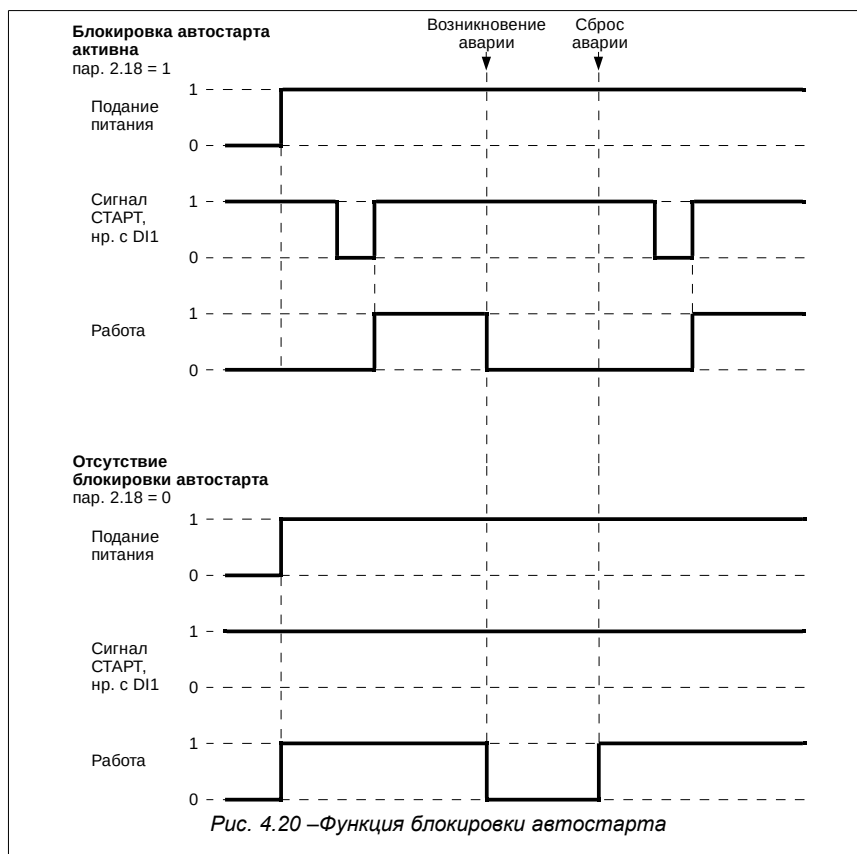 Возникновение
аварии
Сброс
аварии
Блокировка автостарта
активна
пар. 2.18 = 1
1
Подание
питания
0
Сигнал
СТАРТ,
нр. с DI1
1
0
1
Работа
0
Отсутствие
блокировки автостарта
пар. 2.18 = 0
1
Подание
питания
0
1
Сигнал
СТАРТ,
нр. с DI1
0
1
Работа
0
Рис. 4.20 –Функция блокировки автостарта